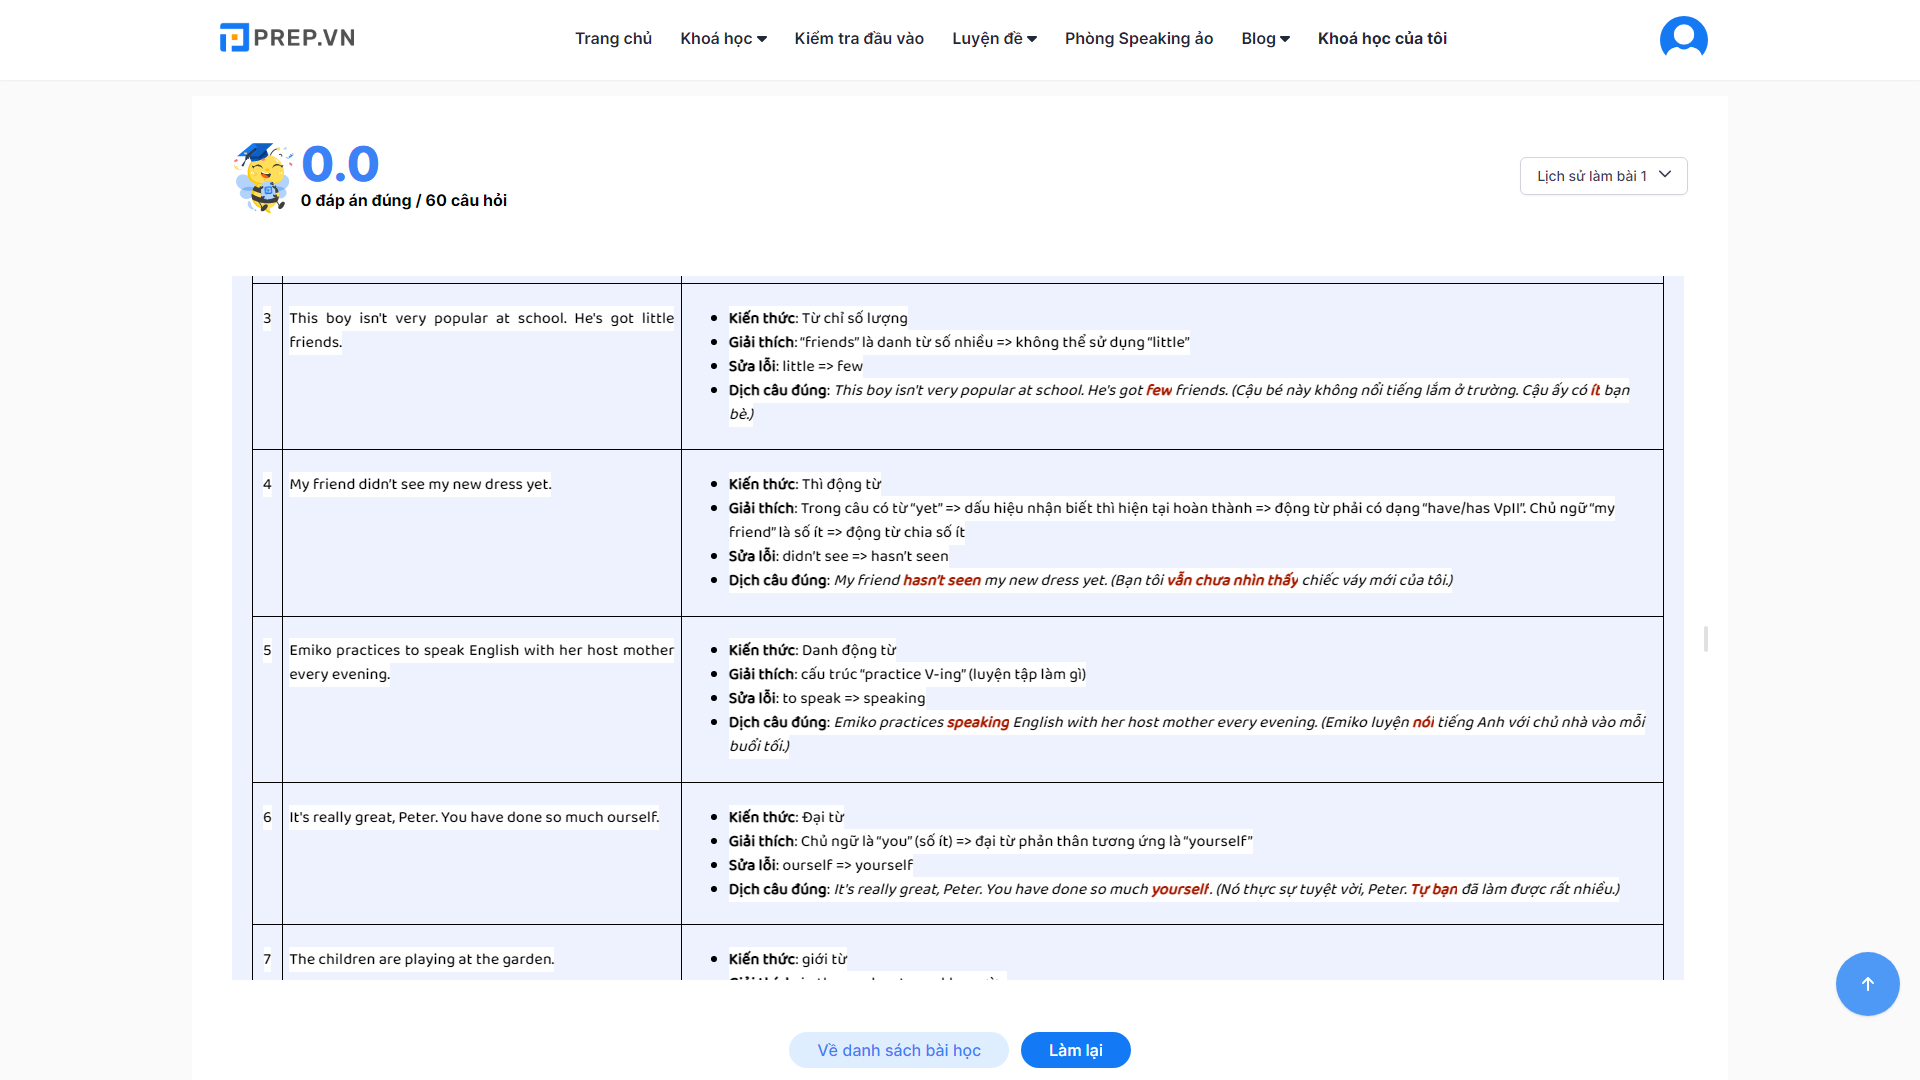 PREP.VN
Trang chủ Khoá học Kiểm tra đầu vào Luyện đề Phòng Speaking ảo Blog Khoá học của tôi
0.0
0 đáp án đúng / 60 câu hỏi
Lịch sử làm bài 1
3
This boy isn't very popular at school. He's got little
friends.
Kiến thức: Từ chỉ số lượng
Giải thích: “friends” là danh từ số nhiều => không thể sử dụng “little”
Sửa lỗi: little => few
Dịch câu đúng: This boy isn't very popular at school. He's got few friends. (Cậu bé này không nổi tiếng lắm ở trường. Cậu ấy có ít bạn
bè.)
4
My friend didn’t see my new dress yet.
Kiến thức: Thì động từ
Giải thích: Trong câu có từ “yet” => dấu hiệu nhận biết thì hiện tại hoàn thành => động từ phải có dạng “have/has VpII”. Chủ ngữ “my
friend” là số ít => động từ chia số ít
Sửa lỗi: didn’t see => hasn’t seen
Dịch câu đúng: My friend hasn’t seen my new dress yet. (Bạn tôi vẫn chưa nhìn thấy chiếc váy mới của tôi.)
5
Emiko practices to speak English with her host mother
every evening.
Kiến thức: Danh động từ
Giải thích: cấu trúc “practice V-ing” (luyện tập làm gì)
Sửa lỗi: to speak => speaking
Dịch câu đúng: Emiko practices speaking English with her host mother every evening. (Emiko luyện nói tiếng Anh với chủ nhà vào mỗi
buổi tối.)
6
It's really great, Peter. You have done so much ourself.
Kiến thức: Đại từ
Giải thích: Chủ ngữ là “you” (số ít) => đại từ phản thân tương ứng là “yourself”
Sửa lỗi: ourself => yourself
Dịch câu đúng: It's really great, Peter. You have done so much yourself. (Nó thực sự tuyệt vời, Peter. Tự bạn đã làm được rất nhiều.)
7
The children are playing at the garden.
Kiến thức: giới từ
Về danh sách bài học
Làm lại